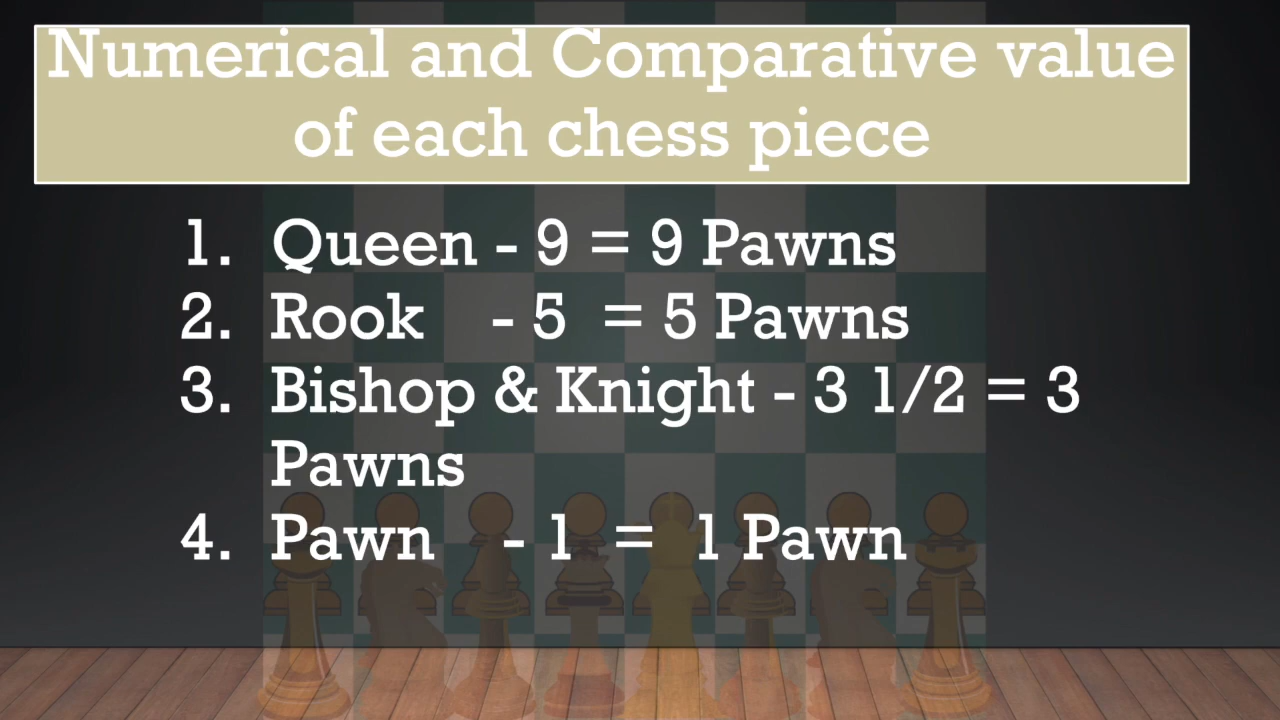 Numerical and Comparative value
of each chess piece
1. Queen - 9 = 9 Pawns
2. Rook - 5 = 5 Pawns
3. Bishop & Knight - 3 1/2 = 3
Pawns
4. Pawn - 1 = 1 Pawn